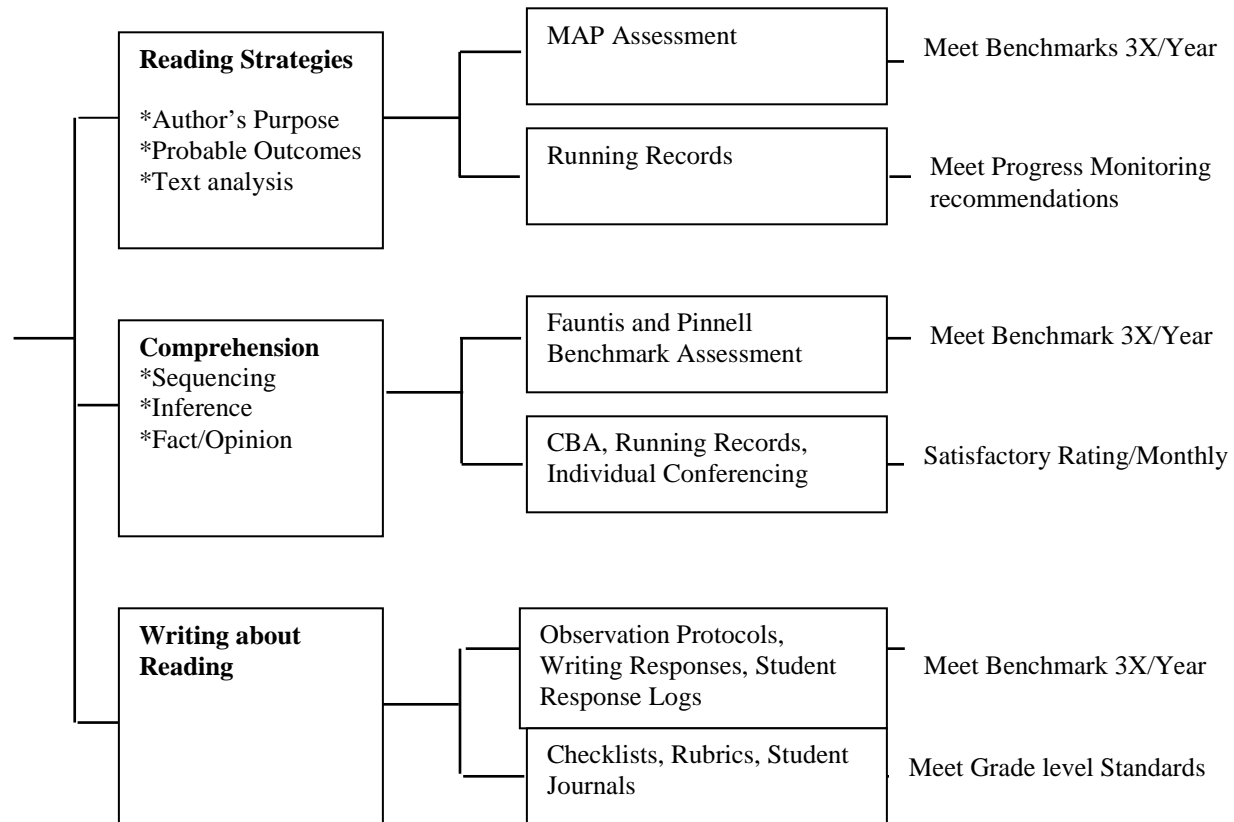 Reading Strategies
*Author’s Purpose
*Probable Outcomes
*Text analysis
MAP Assessment
Meet Benchmarks 3X/Year
Running Records
Meet Progress Monitoring
recommendations
Comprehension
*Sequencing
*Inference
*Fact/Opinion
Fauntis and Pinnell
Benchmark Assessment
Meet Benchmark 3X/Year
CBA, Running Records,
Individual Conferencing
Satisfactory Rating/Monthly
Writing about
Reading
Observation Protocols,
Writing Responses, Student
Response Logs
Meet Benchmark 3X/Year
Checklists, Rubrics, Student
Journals
Meet Grade level Standards